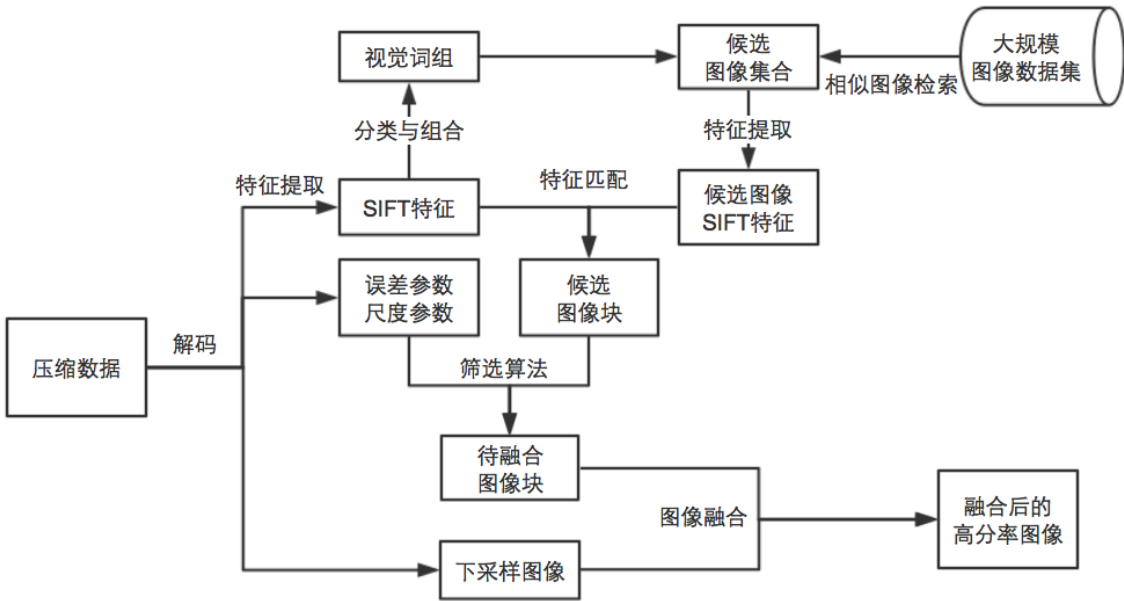 视觉词组
候选
图像集合
大规模
图像数据集
相似图像检索
分类与组合
特征提取
特征提取
SIFT特征
特征匹配
候选图像
SIFT特征
误差参数
尺度参数
候选
图像块
压缩数据
解码
筛选算法
待融合
图像块
图像融合
融合后的
高分率图像
下采样图像